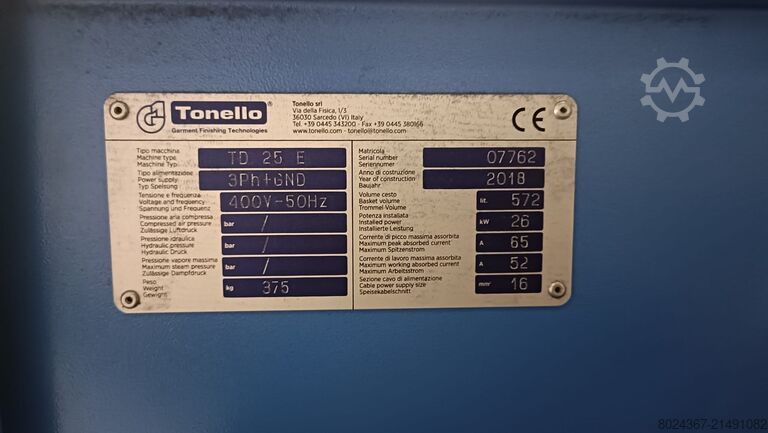 Tonello®
Garment Finishing Technologies
Tonello srl
Via della Fisica, 1/3
36030 Sarcedo (VI) Italy
Tel. +39 0445 343200 - Fax +39 0445 380166
www.tonello.com - tonello@tonello.com
CE
Tipo macchina
Machine type
Maschine Typ
TD 25 E
Tipo alimentazione
Power supply
Typ Speisung
3Ph+GND
Tensione e frequenza
Voltage and frequency
Spannung und Frequenz
400V-50Hz
Pressione aria compressa
Compressed air pressure
Zulässige Luftdruck
bar /
Pressione idraulica
Hydraulic pressure
Hydraulic Druck
bar /
Pressione vapore massima
Maximum steam pressure
Zulässige Dampfdruck
bar /
Peso
Weight
Gewight
kg 375
Matricola
Serial number
Seriennumer
07762
Anno di costruzione
Year of construction
Baujahr
2018
Volume cesto
Basket volume
Trommel-Volume
lit. 572
Potenza installata
Installed power
Installierte Leistung
kW 26
Corrente di picco massima assorbita
Maximum peak absorbed current
Maximum Spitzenstrom
A 65
Corrente di lavoro massima assorbita
Maximum working absorbed current
Maximum Arbeitsstrom
A 52
Sezione cavo di alimentazione
Cable power supply size
Speisekabelschnitt
mm² 16
8024367-21491082